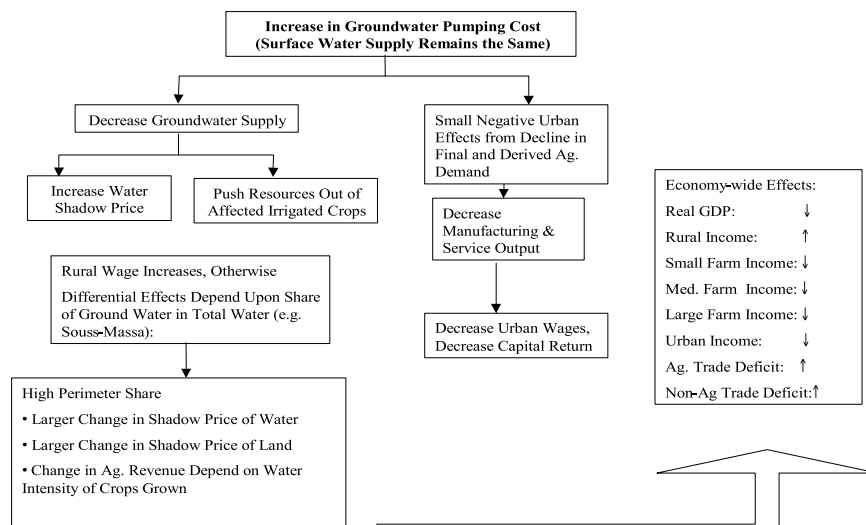 Increase in Groundwater Pumping Cost
(Surface Water Supply Remains the Same)
Decrease Groundwater Supply
Increase Water
Shadow Price
Push Resources Out of
Affected Irrigated Crops
Small Negative Urban
Effects from Decline in
Final and Derived Ag.
Demand
Decrease
Manufacturing &
Service Output
Decrease Urban Wages,
Decrease Capital Return
Rural Wage Increases, Otherwise
Differential Effects Depend Upon Share
of Ground Water in Total Water (e.g.
Souss-Massa):
High Perimeter Share
• Larger Change in Shadow Price of Water
• Larger Change in Shadow Price of Land
• Change in Ag. Revenue Depend on Water
Intensity of Crops Grown
Economy-wide Effects:
Real GDP: ↓
Rural Income: ↑
Small Farm Income: ↓
Med. Farm Income: ↓
Large Farm Income: ↓
Urban Income: ↓
Ag. Trade Deficit: ↑
Non-Ag Trade Deficit: ↑